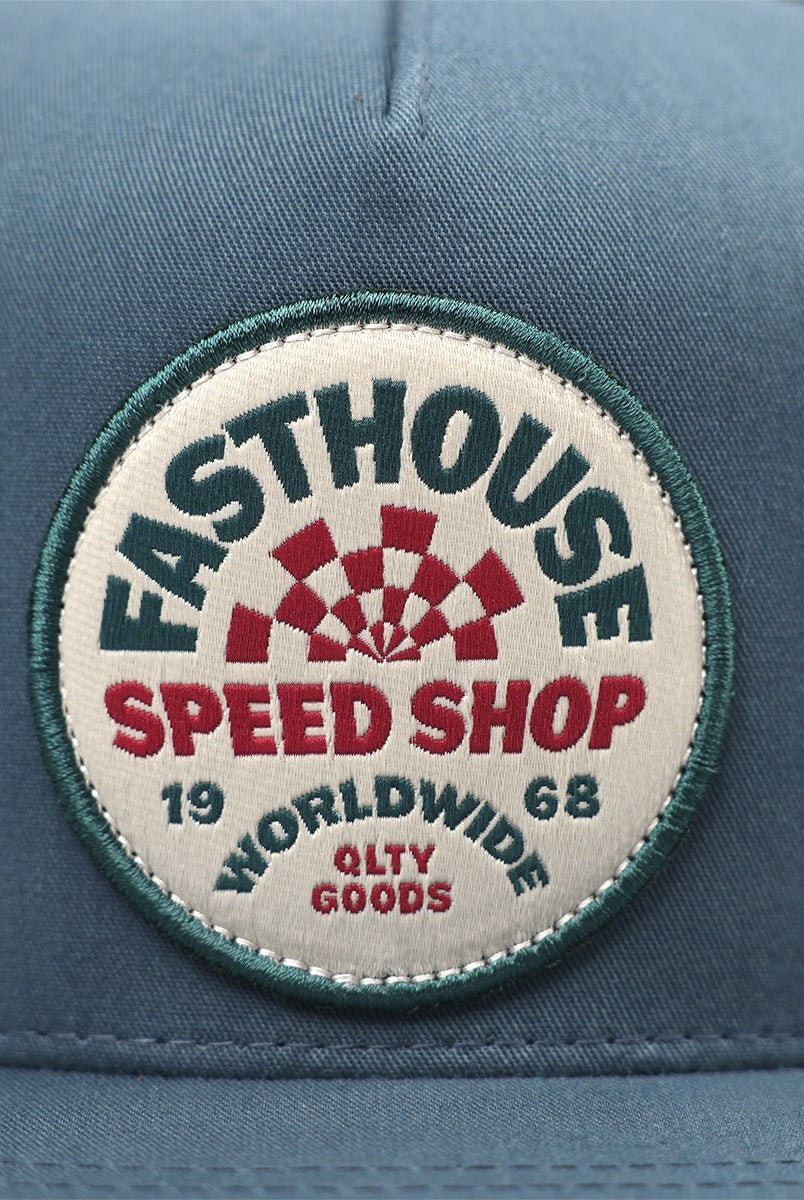 FASTHOUSE
SPEED SHOP
19 68
WORLDWIDE
QLTY
GOODS